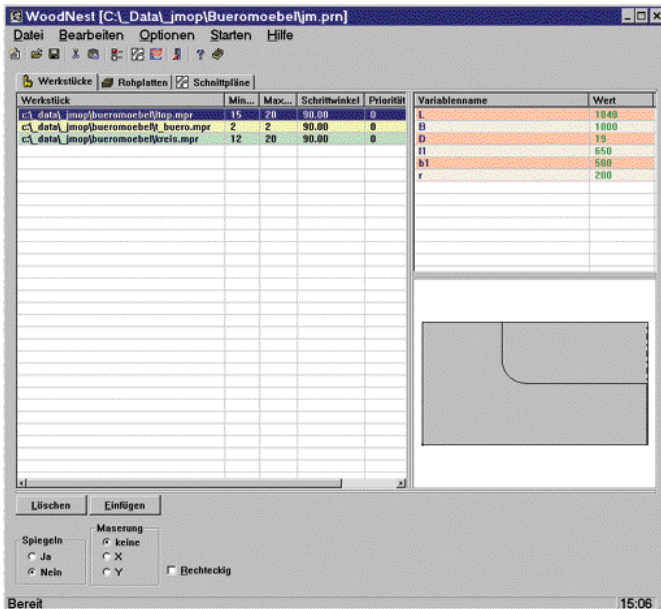 WoodNest [C:\_Data\_jmop\Bueromoebel\jm.prn]
Datei Bearbeiten Optionen Starten Hilfe
Werkstücke Rohplatten Schnittpläne
Werkstück Min... Max... Schrittwinkel Priorität
c:\_data\_jmop\bueromoebel\ltop.mpr 15 20 90.00 0
c:\_data\_jmop\bueromoebel\t_buero.mpr 2 2 90.00 0
c:\_data\_jmop\bueromoebel\kreis.mpr 12 20 90.00 0
Variablenname Wert
L 1840
B 1000
D 19
l1 650
b1 500
r 200
Löschen Einfügen
Spiegeln
Ja
Nein
Maserung
keine
X
Y
Rechteckig
Bereit 15:06